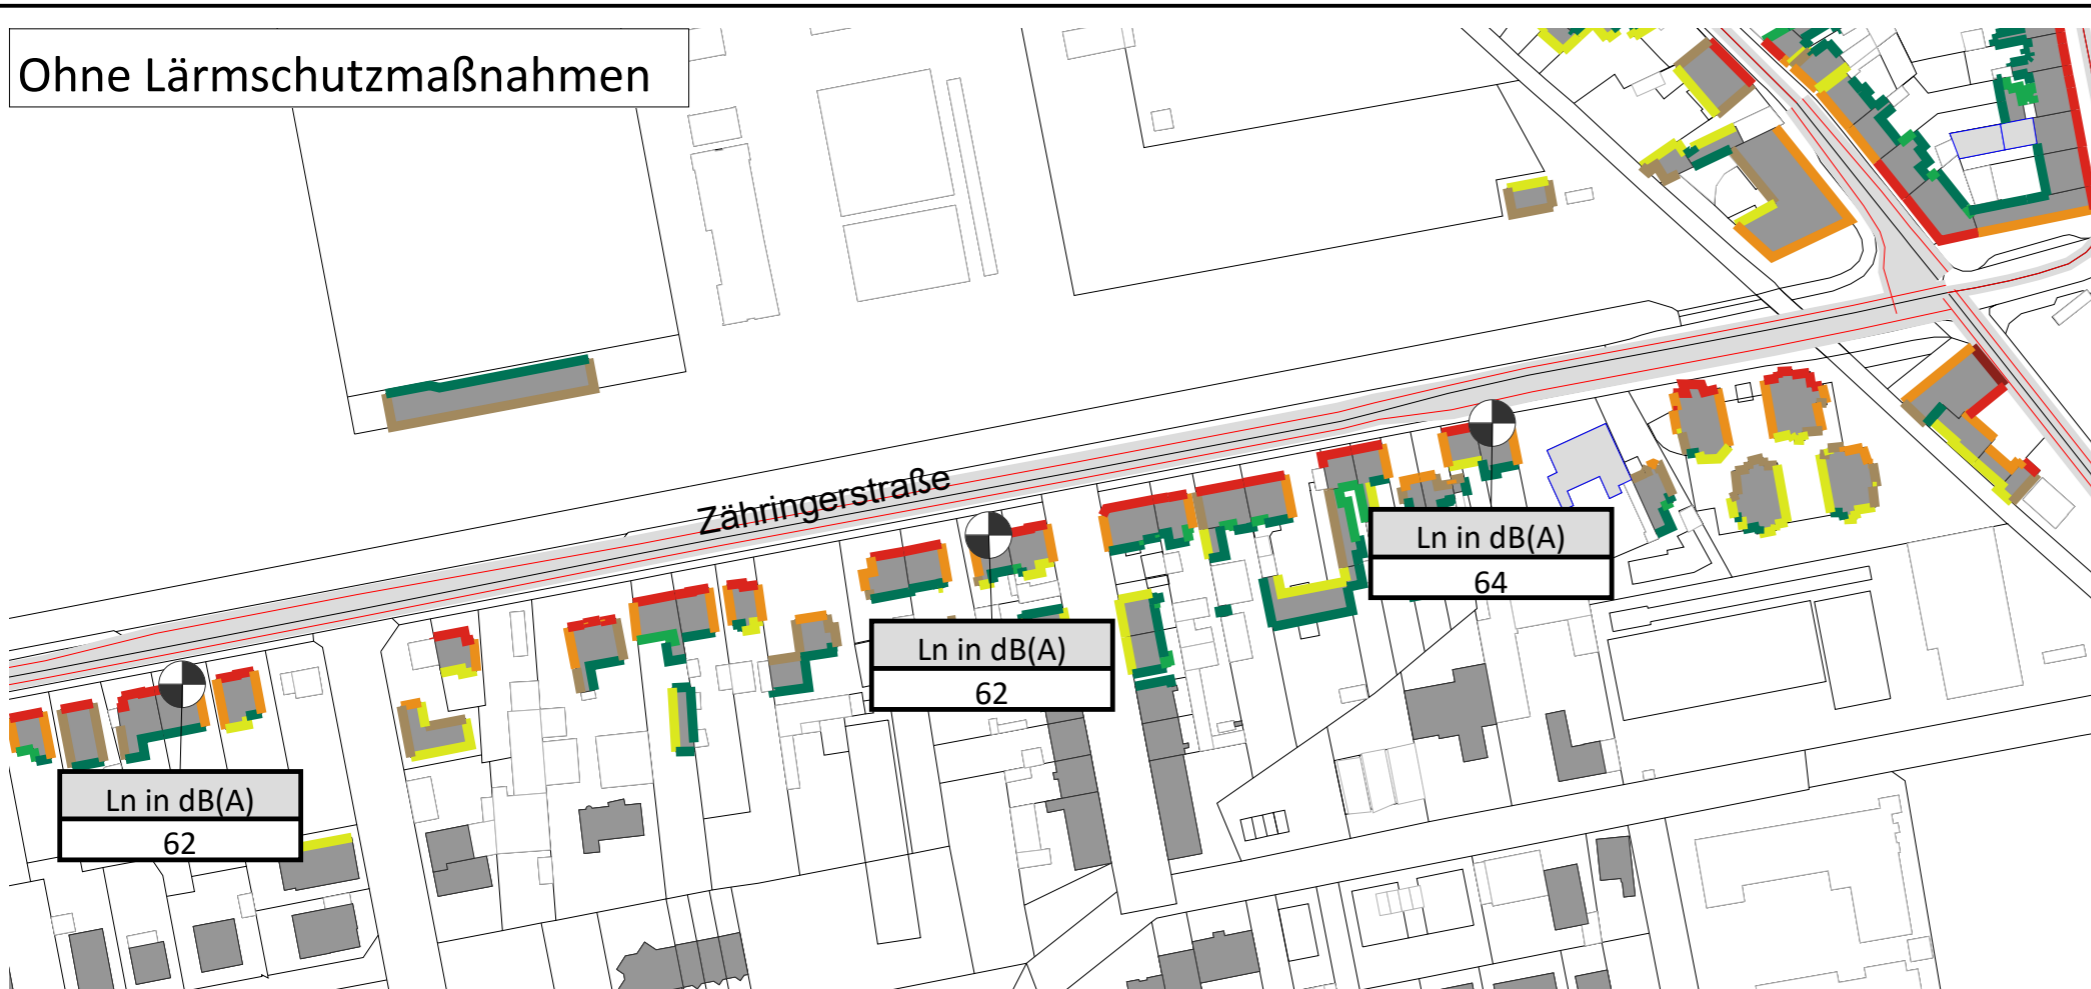 Ohne Lärmschutzmaßnahmen
Zähringerstraße
Ln in dB(A)
64
Ln in dB(A)
62
Ln in dB(A)
62